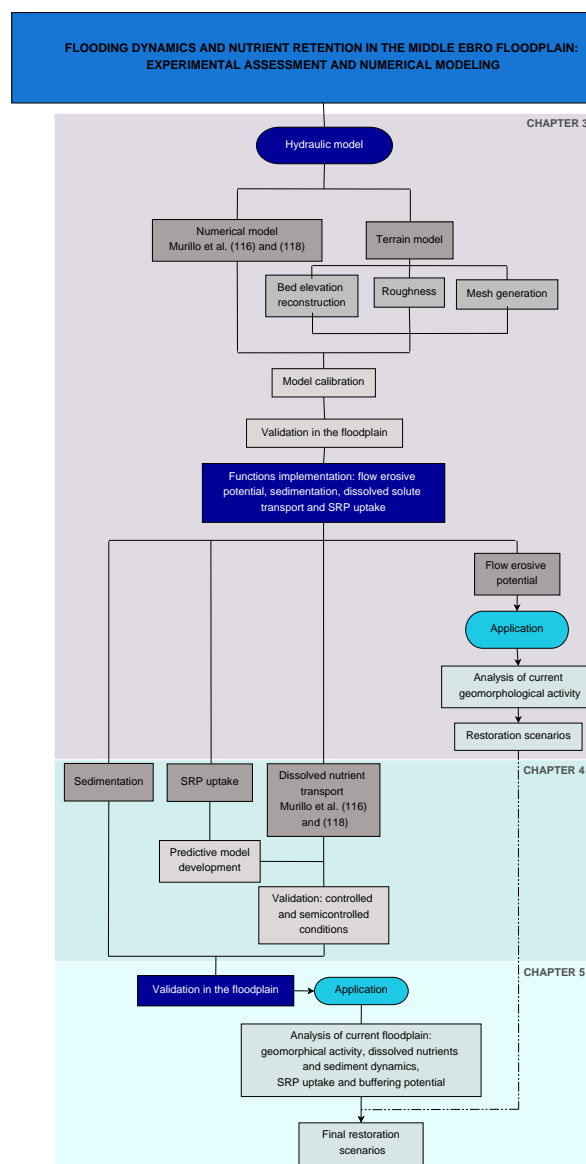 FLOODING DYNAMICS AND NUTRIENT RETENTION IN THE MIDDLE EBRO FLOODPLAIN:
EXPERIMENTAL ASSESSMENT AND NUMERICAL MODELING
CHAPTER 3
Hydraulic model
Numerical model
Murillo et al. (116) and (118)
Terrain model
Bed elevation
reconstruction
Roughness
Mesh generation
Model calibration
Validation in the floodplain
Functions implementation: flow erosive
potential, sedimentation, dissolved solute
transport and SRP uptake
Flow erosive
potential
Application
Analysis of current
geomorphological activity
Restoration scenarios
CHAPTER 4
Sedimentation
SRP uptake
Dissolved nutrient
transport
Murillo et al. (116)
and (118)
Predictive model
development
Validation: controlled
and semicontrolled
conditions
CHAPTER 5
Validation in the floodplain
Application
Analysis of current floodplain:
geomorphical activity, dissolved nutrients
and sediment dynamics,
SRP uptake and buffering potential
Final restoration
scenarios